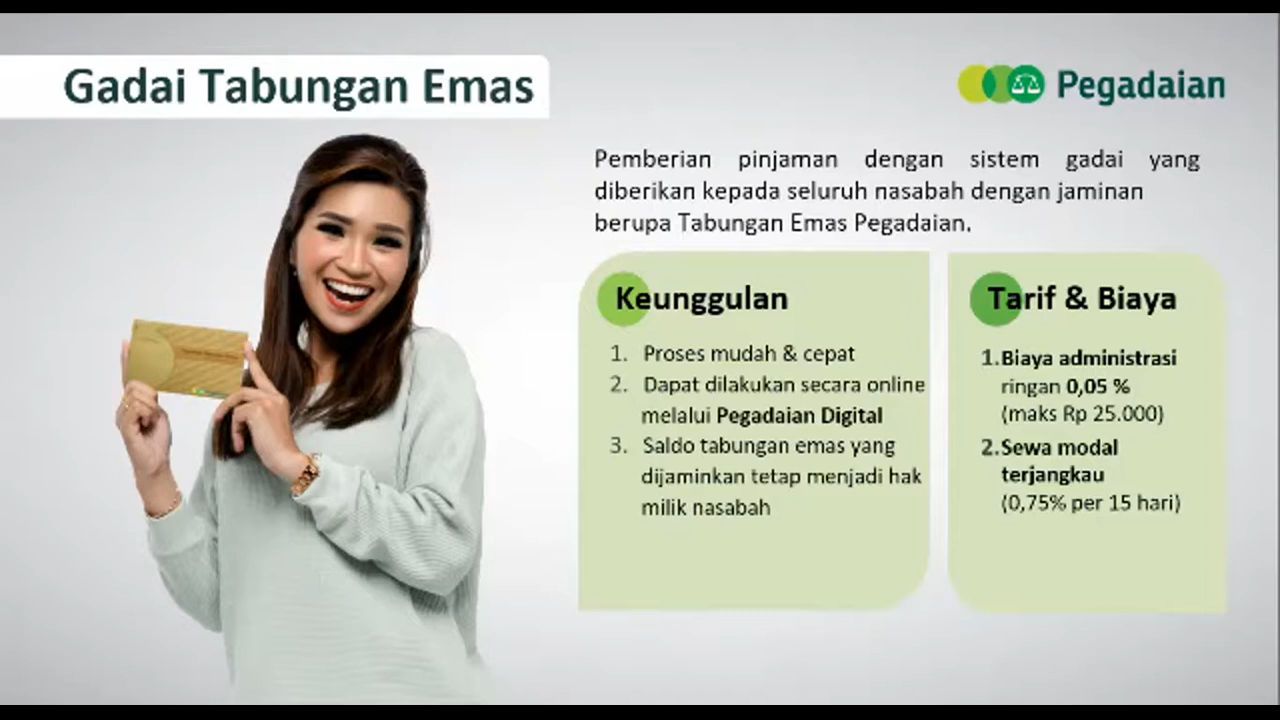 Gadai Tabungan Emas
Pegadaian
Pemberian pinjaman dengan sistem gadai yang
diberikan kepada seluruh nasabah dengan jaminan
berupa Tabungan Emas Pegadaian.
Keunggulan
1. Proses mudah & cepat
2. Dapat dilakukan secara online
melalui Pegadaian Digital
3. Saldo tabungan emas yang
dijaminkan tetap menjadi hak
milik nasabah
Tarif & Biaya
1.Biaya administrasi
ringan 0,05 %
(maks Rp 25.000)
2.Sewa modal
terjangkau
(0,75% per 15 hari)